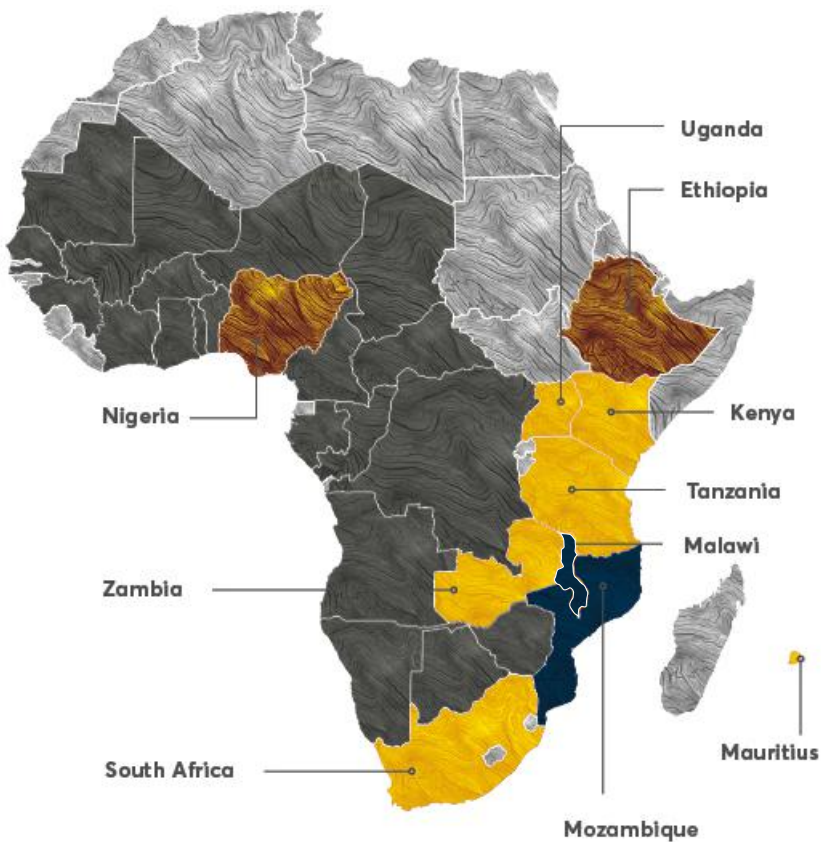 Uganda
Ethiopia
Nigeria
Kenya
Tanzania
Malawi
Zambia
Mauritius
South Africa
Mozambique